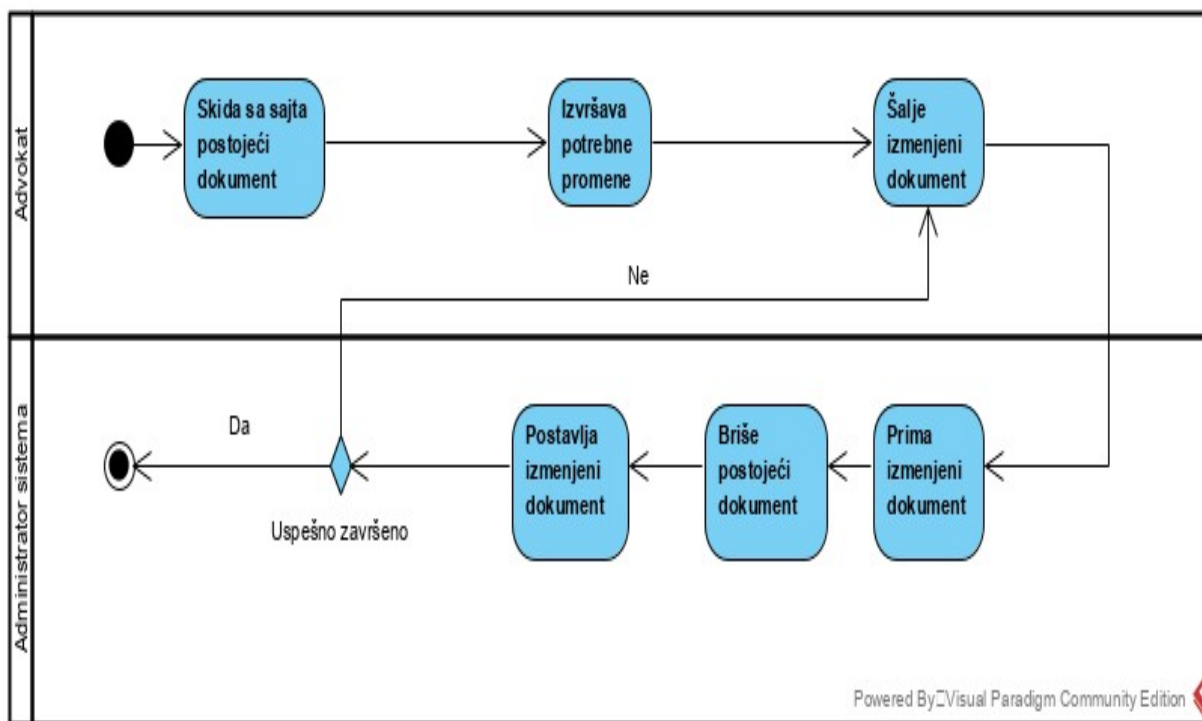 Advokat
Skida sa sajta
postojeći
dokument
Izvršava
potrebne
promene
Šalje
izmenjeni
dokument
Ne
Administrator sistema
Da
Uspešno završeno
Postavlja
izmenjeni
dokument
Briše
postojeći
dokument
Prima
izmenjeni
dokument
Powered By Visual Paradigm Community Edition